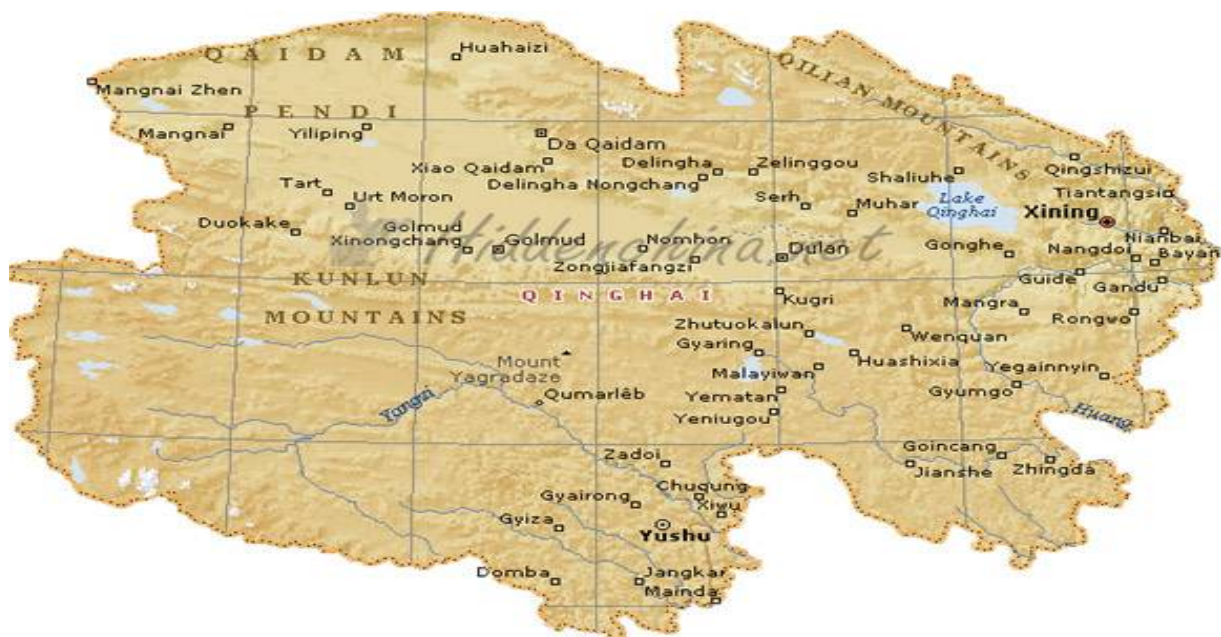 QAIDAM
Huahaizi
QILIAN MOUNTAINS
Mangnai Zhen
PENDI
Mangnai
Yiliping
Da Qaidam
Xiao Qaidam
Delingha
Zelinggou
Qingshizui
Delingha Nongchang
Shaliuhe
Tart
Tiantangsi
Urt Moron
Serh
Muhar
Lake
Qinghai
Xining
Duokake
Golmud
Xinongchang
Golmud
Nomhon
Dulan
Gonghe
Nangdoi
Nianbai
Bayan
Hiddenchina.net
Zongjiafangzi
KUNLUN
MOUNTAINS
QINGHAI
Kugri
Guide
Gandu
Mangra
Rongwo
Zhutuokalun
Wenquan
Gyaring
Huashixia
Mount
Yagradaze
Malayiwan
Yegainnyin
Yematan
Gyumgo
Qumarlêb
Yangzi
Yeniugou
Huang
Zadoi
Goincang
Jianshe
Zhingdå
Chuqung
Gyairong
Xiwu
Gyiza
Yushu
Domba
Jangkar
Mainda